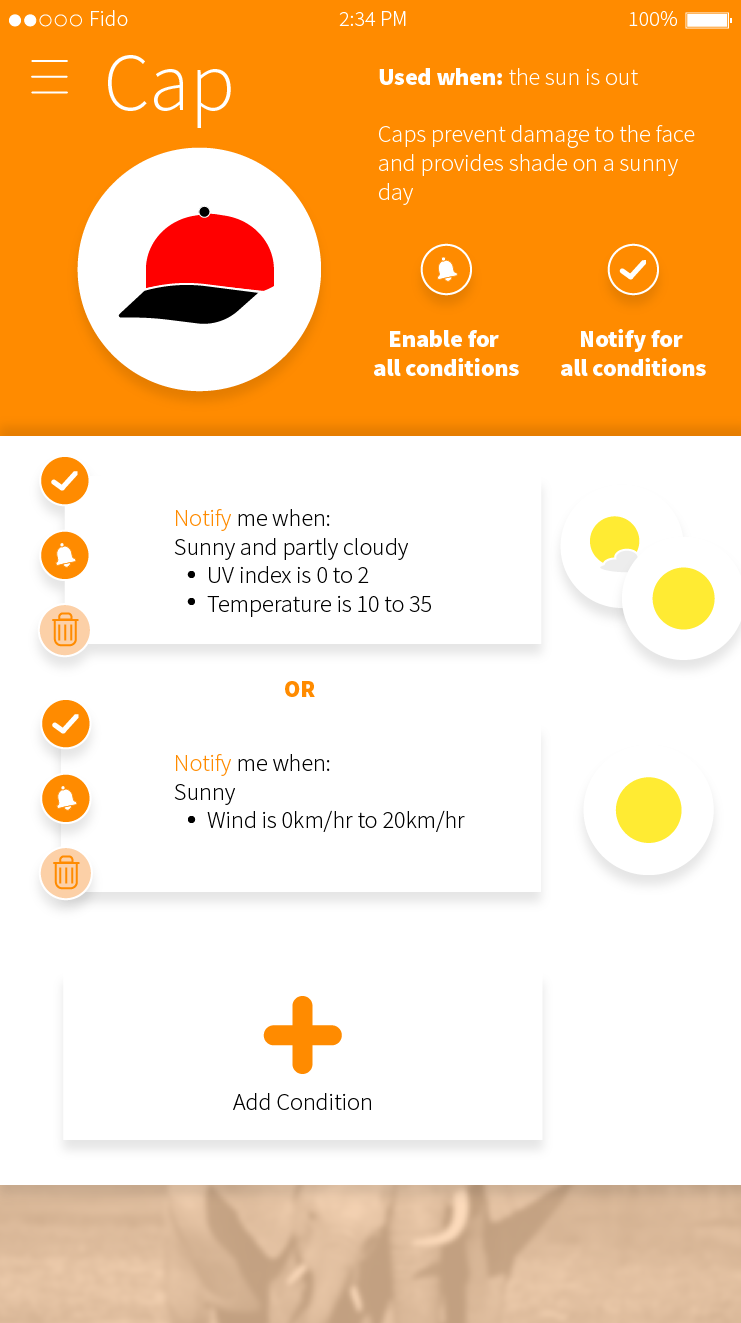 Fido 2:34 PM 100%
Cap
Used when: the sun is out
Caps prevent damage to the face
and provides shade on a sunny
day
Enable for
all conditions
Notify for
all conditions
Notify me when:
Sunny and partly cloudy
• UV index is 0 to 2
• Temperature is 10 to 35
OR
Notify me when:
Sunny
• Wind is 0km/hr to 20km/hr
Add Condition